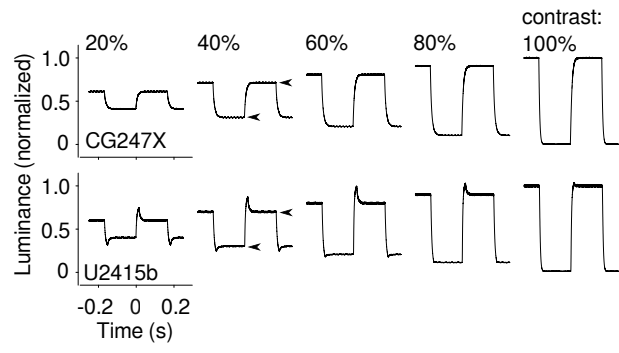 contrast:
20% 40% 60% 80% 100%
1.0
0.5
0
CG247X
Luminance (normalized)
1.0
0.5
0
U2415b
-0.2 0 0.2
Time (s)